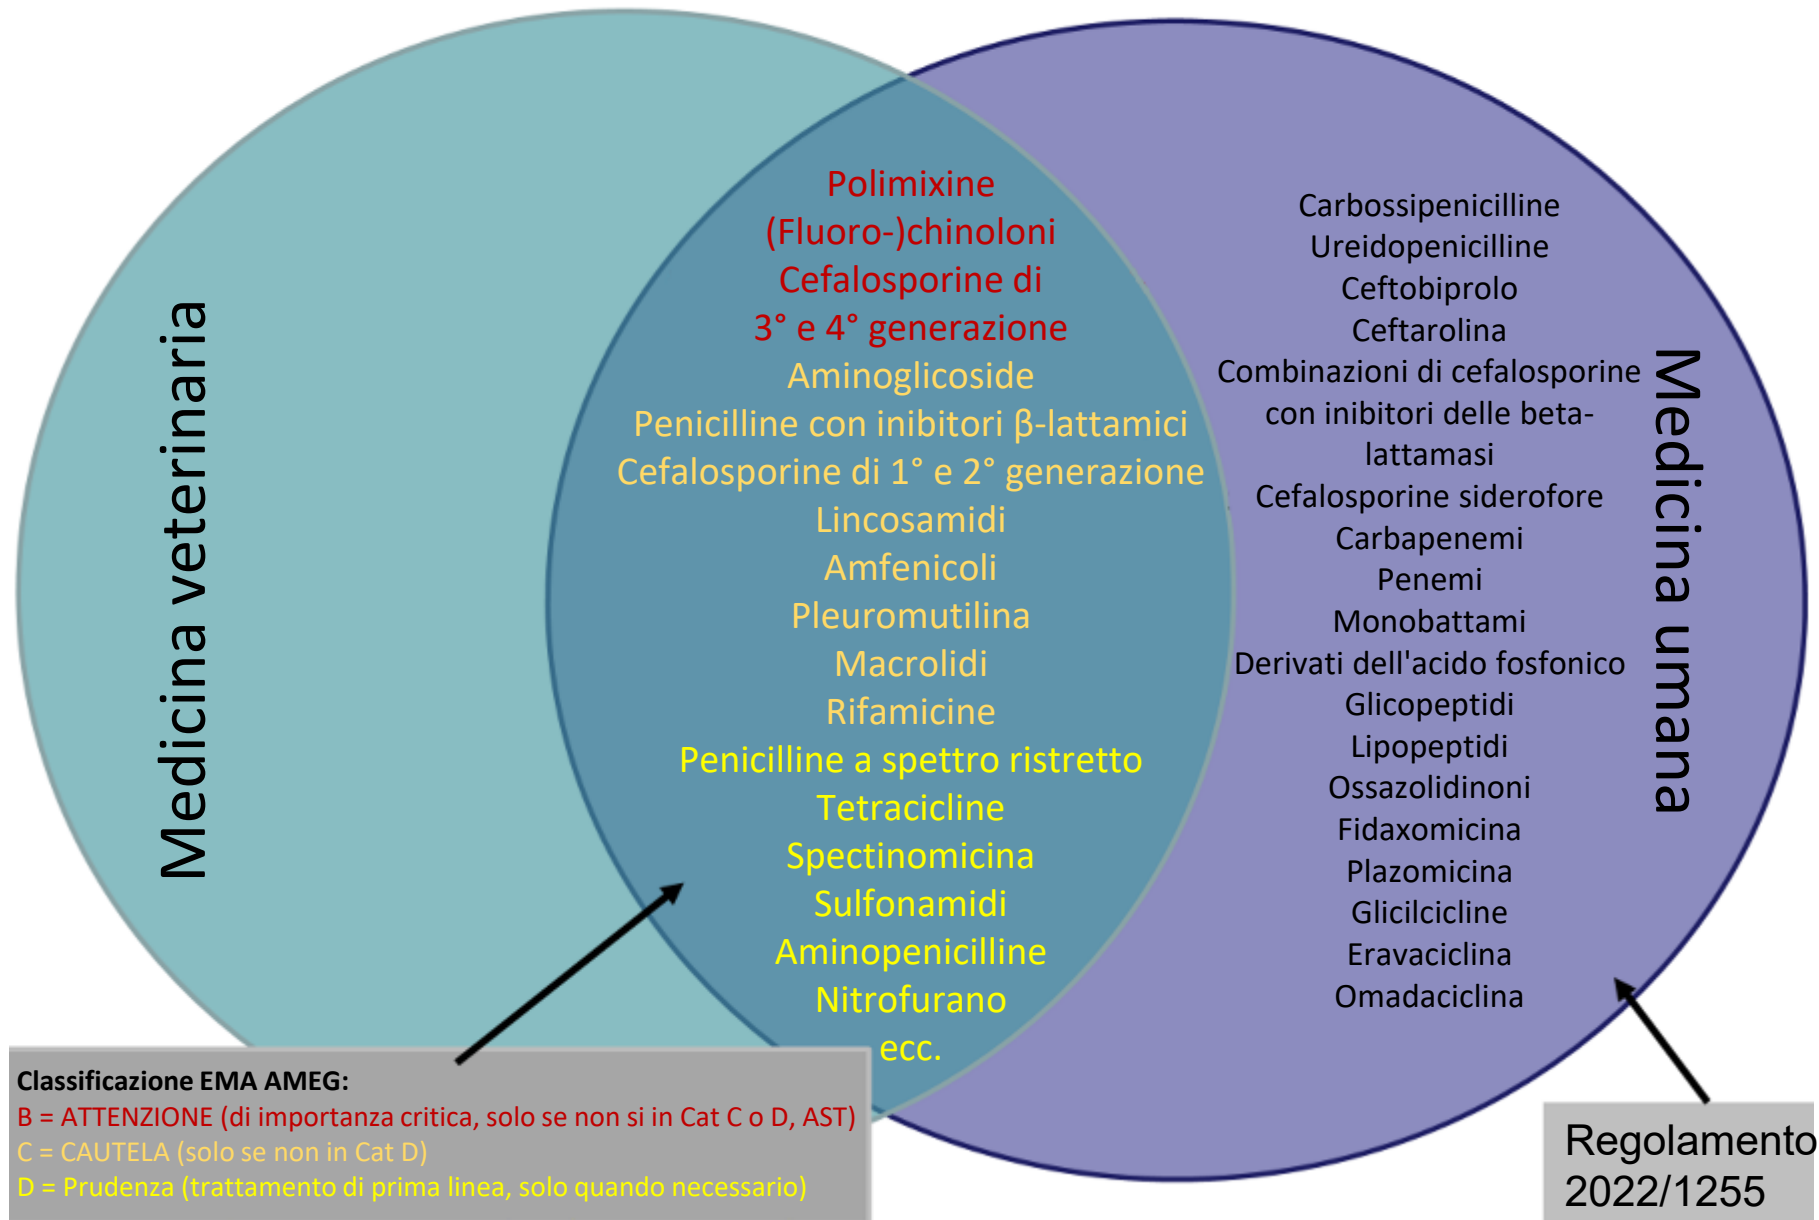 Medicina veterinaria
Polimixine
(Fluoro-)chinoloni
Cefalosporine di
3° e 4° generazione
Aminoglicoside
Penicilline con inibitori β-lattamici
Cefalosporine di 1° e 2° generazione
Lincosamidi
Amfenicoli
Pleuromutilina
Macrolidi
Rifamicine
Penicilline a spettro ristretto
Tetracicline
Spectinomicina
Sulfonamidi
Aminopenicilline
Nitrofurano
ecc.
Carbossipenicilline
Ureidopenicilline
Ceftobiprolo
Ceftarolina
Combinazioni di cefalosporine
con inibitori delle beta-
lattamasi
Cefalosporine siderofore
Carbapenemi
Penemi
Monobattami
Derivati dell'acido fosfonico
Glicopeptidi
Lipopeptidi
Ossazolidinoni
Fidaxomicina
Plazomicina
Glicilcicline
Eravaciclina
Omadaciclina
Medicina umana
Classificazione EMA AMEG:
B = ATTENZIONE (di importanza critica, solo se non si in Cat C o D, AST)
C = CAUTELA (solo se non in Cat D)
D = Prudenza (trattamento di prima linea, solo quando necessario)
Regolamento
2022/1255